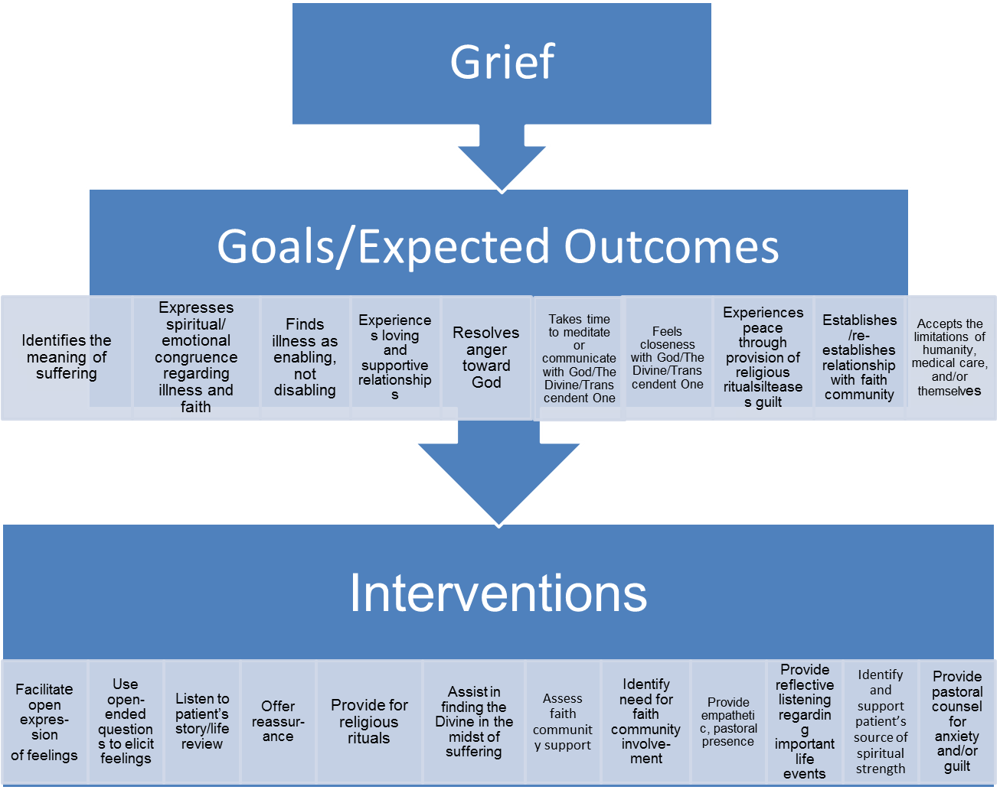 Grief
Goals/Expected Outcomes
Identifies the
meaning of
suffering
Expresses
spiritual/
emotional
congruence
regarding
illness and
faith
Finds
illness as
enabling,
not
disabling
Experience
s loving
and
supportive
relationship
s
Resolves
anger
toward
God
Takes time
to meditate
or
communicate
with God/The
Divine/Trans
cendent One
Feels
closeness
with God/The
Divine/Trans
cendent One
Experiences
peace
through
provision of
religious
ritualsiltease
s guilt
Establishes
/re-
establishes
relationship
with faith
community
Accepts the
limitations of
humanity,
medical care,
and/or
themselves
Interventions
Facilitate
open
expres-
sion
of feelings
Use
open-
ended
question
s to elicit
feelings
Listen to
patient's
story/life
review
Offer
reassur-
ance
Provide for
religious
rituals
Assist in
finding the
Divine in the
midst of
suffering
Assess
faith
communit
y support
Identify
need for
faith
community
involve-
ment
Provide
empatheti
c, pastoral
presence
Provide
reflective
listening
regardin
g
important
life
events
Identify
and
support
patient's
source of
spiritual
strength
Provide
pastoral
counsel
for
anxiety
and/or
guilt